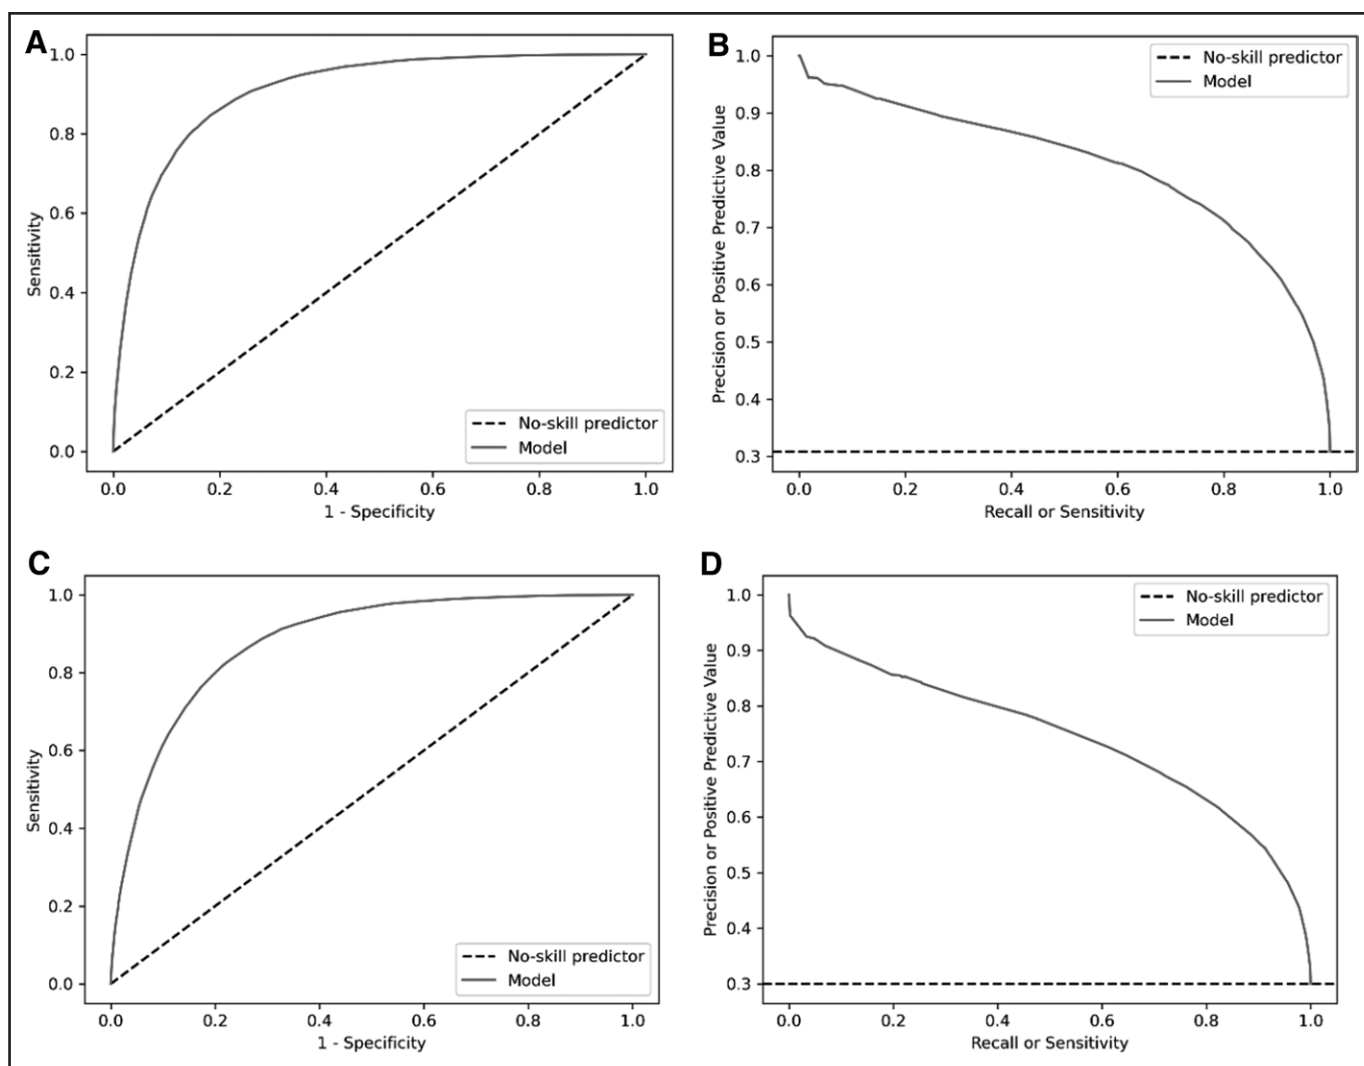 A
1.0
0.8
0.6
0.4
0.2
0.0
Sensitivity
No-skill predictor
Model
0.0 0.2 0.4 0.6 0.8 1.0
1 - Specificity
B
1.0
0.9
0.8
0.7
0.6
0.5
0.4
0.3
Precision or Positive Predictive Value
No-skill predictor
Model
0.0 0.2 0.4 0.6 0.8 1.0
Recall or Sensitivity
C
1.0
0.8
0.6
0.4
0.2
0.0
Sensitivity
No-skill predictor
Model
0.0 0.2 0.4 0.6 0.8 1.0
1 - Specificity
D
1.0
0.9
0.8
0.7
0.6
0.5
0.4
0.3
Precision or Positive Predictive Value
No-skill predictor
Model
0.0 0.2 0.4 0.6 0.8 1.0
Recall or Sensitivity